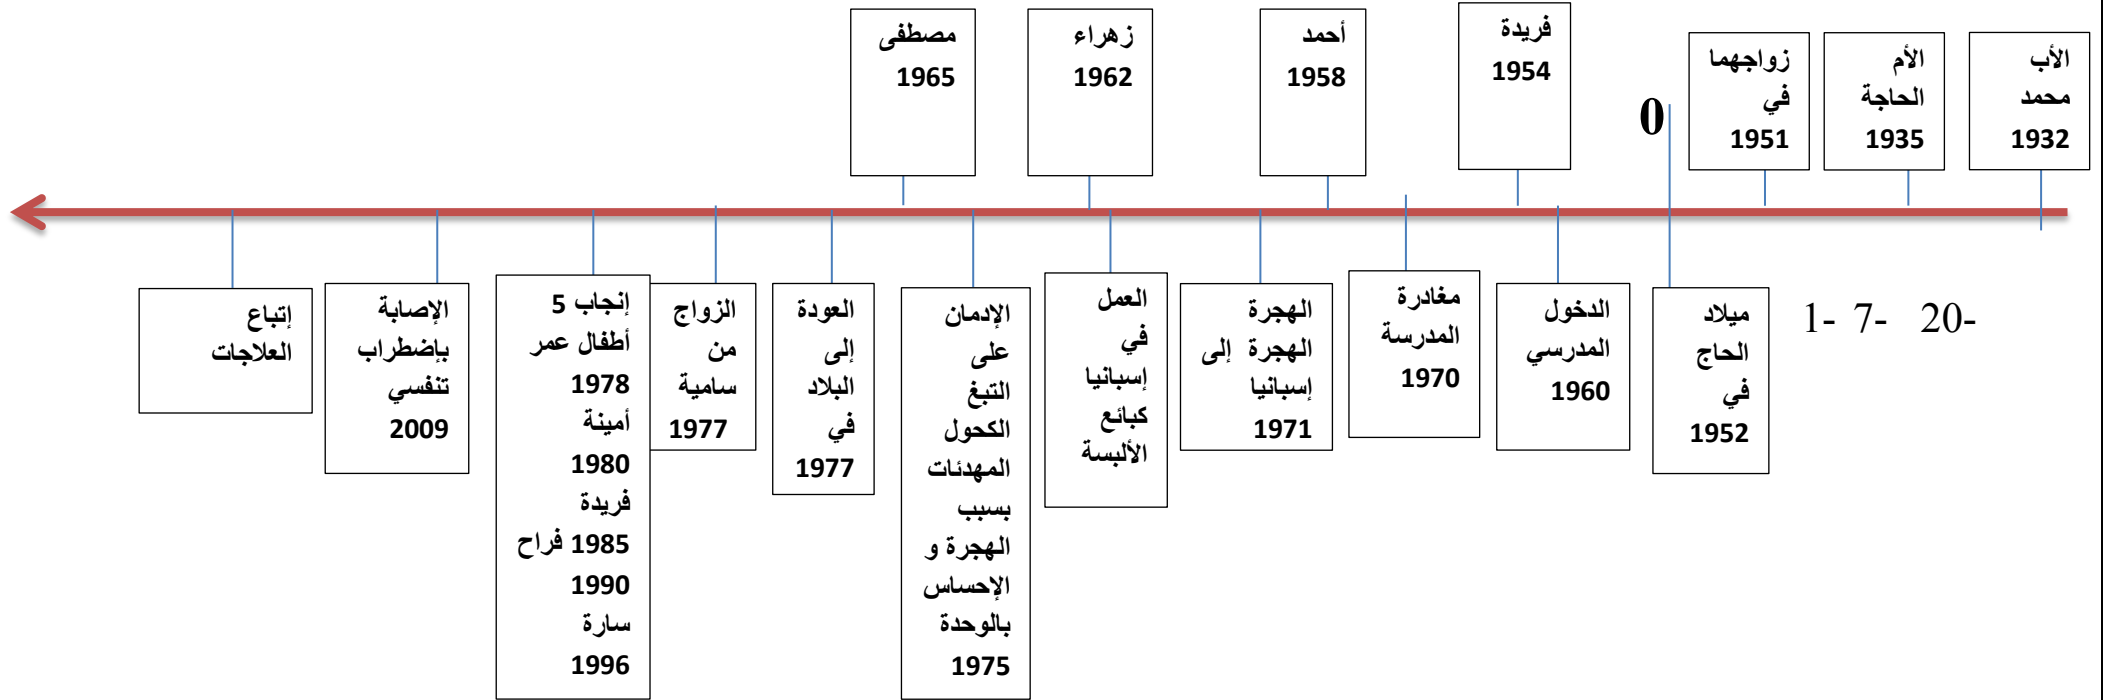 الأب
محمد
1932
الأم
الحاجة
1935
زواجهما
في
1951
0
فريدة
1954
أحمد
1958
زهراء
1962
مصطفى
1965
1- 7- 20-
ميلاد
الحاج
في
1952
الدخول
المدرسي
1960
مغادرة
المدرسة
1970
الهجرة
الهجرة إلى
إسبانيا
1971
العمل
في
إسبانيا
كبائع
الألبسة
الإدمان
على
التبغ
الكحول
المهدئات
بسبب
الهجرة و
الإحساس
بالوحدة
1975
العودة
إلى
البلاد
في
1977
الزواج
من
سامية
1977
إنجاب 5
أطفال عمر
1978
أمينة
1980
فريدة
1985 فراح
1990
سارة
1996
الإصابة
بإضطراب
تنفسي
2009
إتباع
العلاجات